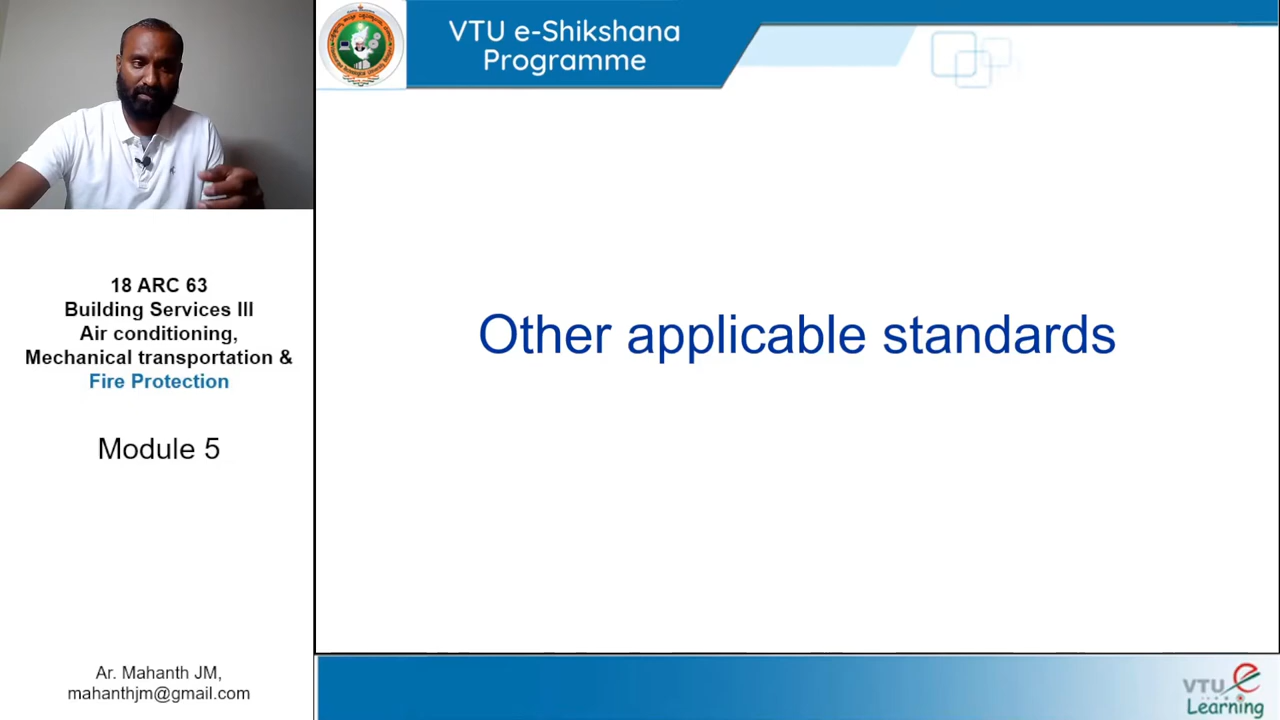 VTU e-Shikshana
Programme
18 ARC 63
Building Services III
Air conditioning,
Mechanical transportation &
Fire Protection
Module 5
Ar. Mahanth JM,
mahanthjm@gmail.com
Other applicable standards
VTU e
Learning